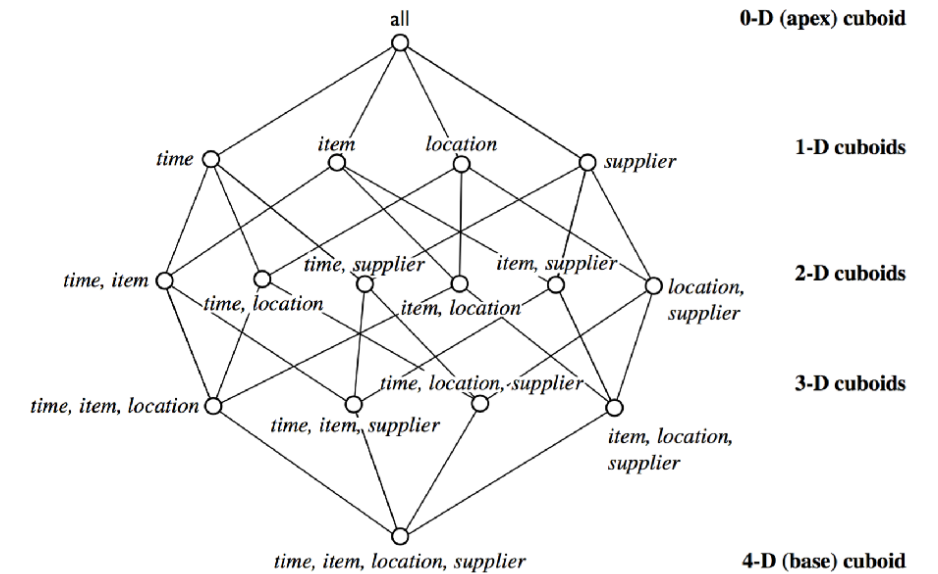 all
0-D (apex) cuboid
time
item
location
supplier
1-D cuboids
time, item
time, location
time, supplier
item, location
item, supplier
location,
supplier
2-D cuboids
time, item, location
time, item, supplier
time, location, supplier
item, location,
supplier
3-D cuboids
time, item, location, supplier
4-D (base) cuboid